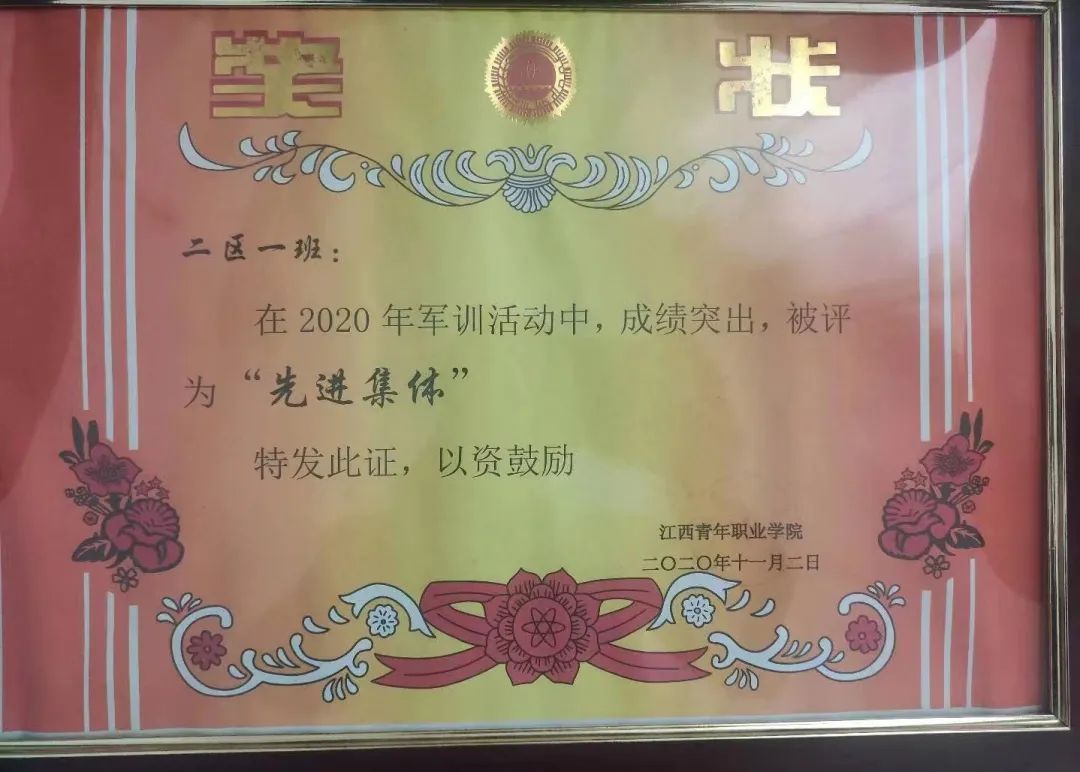 奖 状
二区一班：
在2020年军训活动中，成绩突出，被评
为“先进集体”
特发此证，以资鼓励
江西青年职业学院
二〇二〇年十一月二日